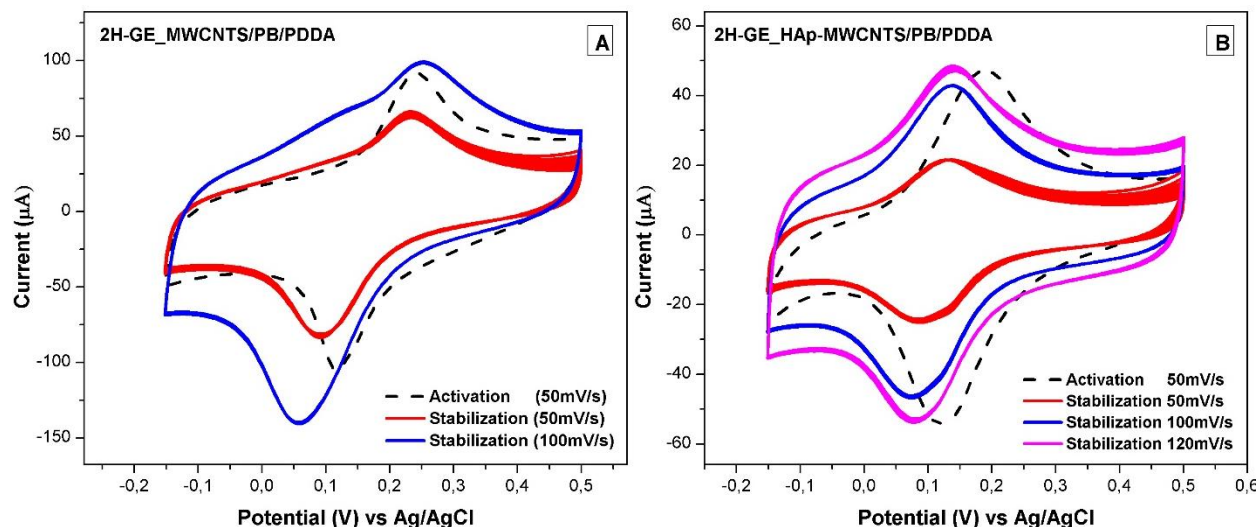 2H-GE_MWCNTS/PB/PDDA
A
100
50
0
-50
-100
-150
Current (µA)
Activation (50mV/s)
Stabilization (50mV/s)
Stabilization (100mV/s)
-0,2 -0,1 0,0 0,1 0,2 0,3 0,4 0,5
Potential (V) vs Ag/AgCl
2H-GE_HAp-MWCNTS/PB/PDDA
B
60
40
20
0
-20
-40
-60
Current (µA)
Activation 50mV/s
Stabilization 50mV/s
Stabilization 100mV/s
Stabilization 120mV/s
-0,2 -0,1 0,0 0,1 0,2 0,3 0,4 0,5 0,6
Potential (V) vs Ag/AgCl